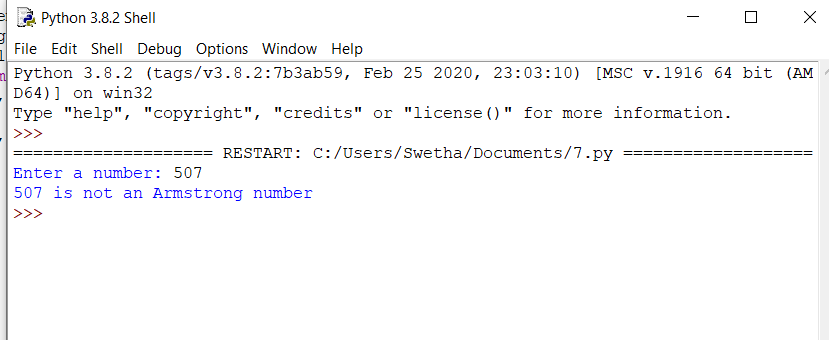 Python 3.8.2 Shell
File Edit Shell Debug Options Window Help
Python 3.8.2 (tags/v3.8.2:7b3ab59, Feb 25 2020, 23:03:10) [MSC v.1916 64 bit (AM
D64)] on win32
Type "help", "copyright", "credits" or "license()" for more information.
>>>
==================== RESTART: C:/Users/Swetha/Documents/7.py ===================
Enter a number: 507
507 is not an Armstrong number
>>>